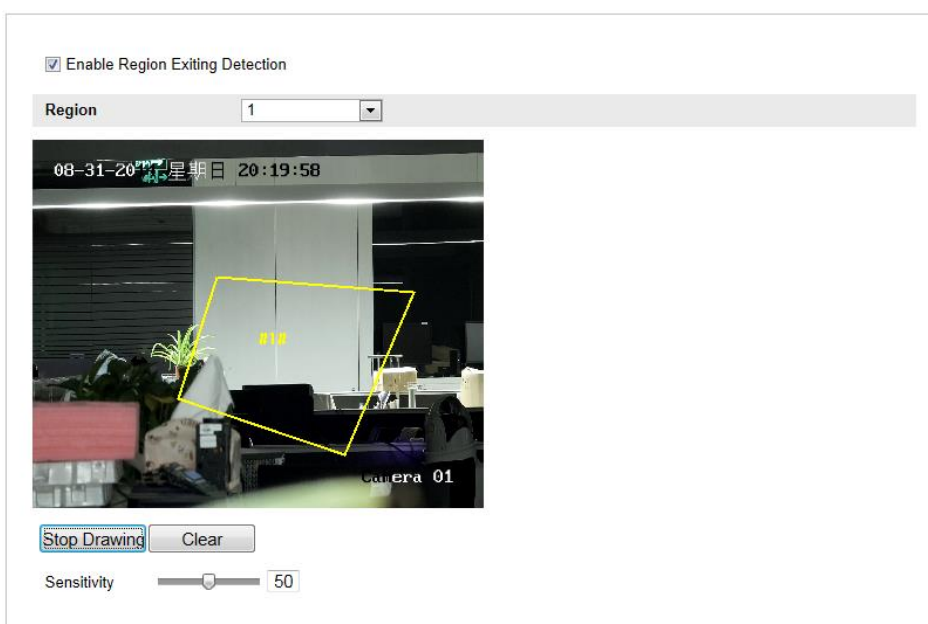 Enable Region Exiting Detection
Region 1
08-31-20 星期日 20:19:58
#1#
Camera 01
Stop Drawing Clear
Sensitivity 50